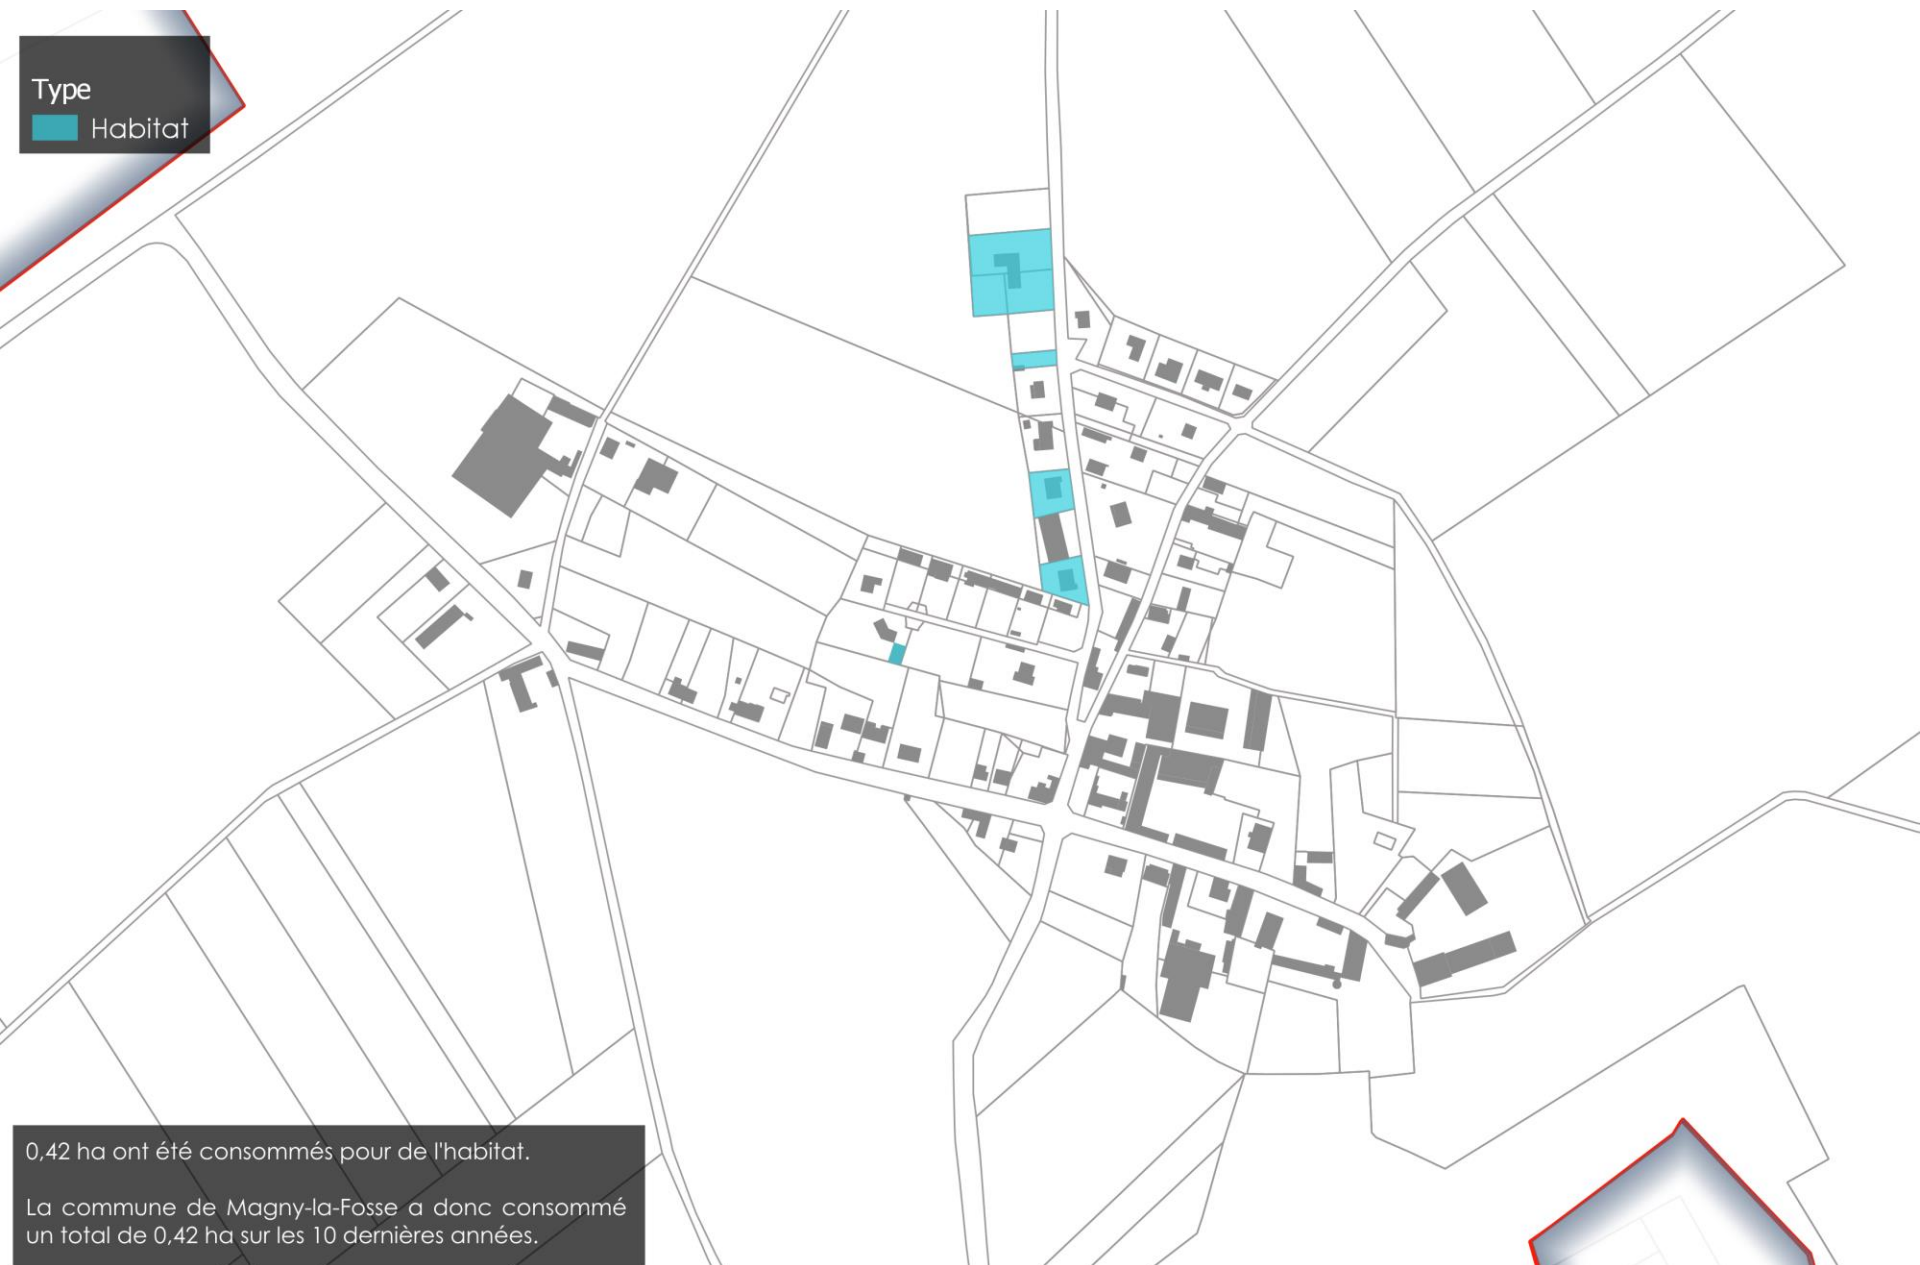 Type
Habitat
0,42 ha ont été consommés pour de l'habitat.
La commune de Magny-la-Fosse a donc consommé
un total de 0,42 ha sur les 10 dernières années.